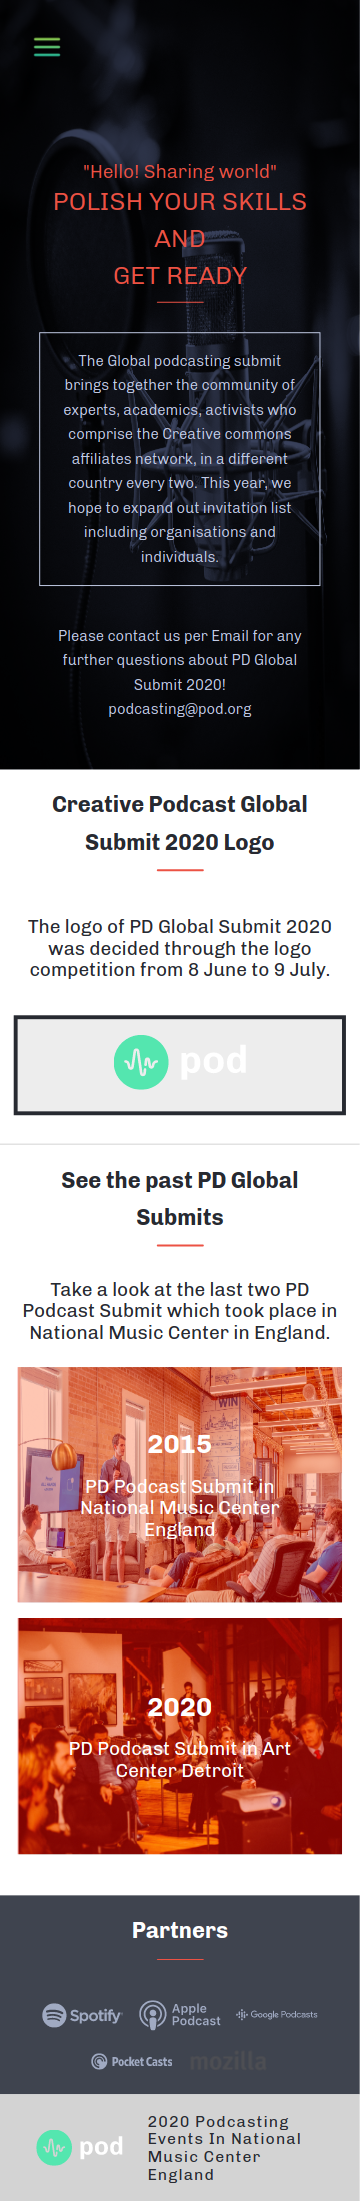 "Hello! Sharing world"
POLISH YOUR SKILLS
AND
GET READY
The Global podcasting submit
brings together the community of
experts, academics, activists who
comprise the Creative commons
affiliates network, in a different
country every two. This year, we
hope to expand out invitation list
including organisations and
individuals.
Please contact us per Email for any
further questions about PD Global
Submit 2020!
podcasting@pod.org
Creative Podcast Global
Submit 2020 Logo
The logo of PD Global Submit 2020
was decided through the logo
competition from 8 June to 9 July.
pod
See the past PD Global
Submits
Take a look at the last two PD
Podcast Submit which took place in
National Music Center in England.
WIN
2015
PD Podcast Submit in
National Music Center
England
2020
PD Podcast Submit in Art
Center Detroit
Partners
Spotify
Apple
Podcast
Google Podcasts
Pocket Casts
mozilla
pod
2020 Podcasting
Events In National
Music Center
England